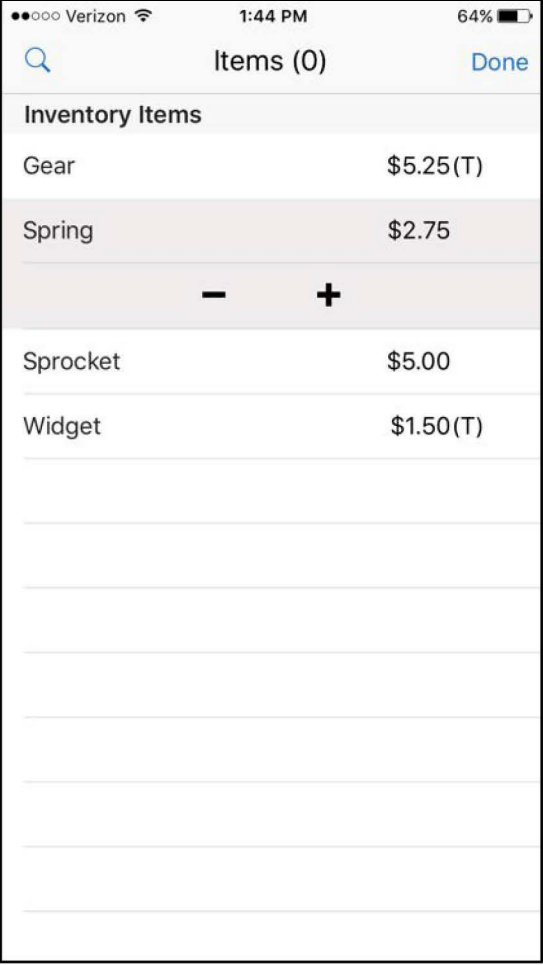 ●●○○○ Verizon 1:44 PM 64%
Items (0) Done
Inventory Items
Gear $5.25(T)
Spring $2.75
− +
Sprocket $5.00
Widget $1.50(T)